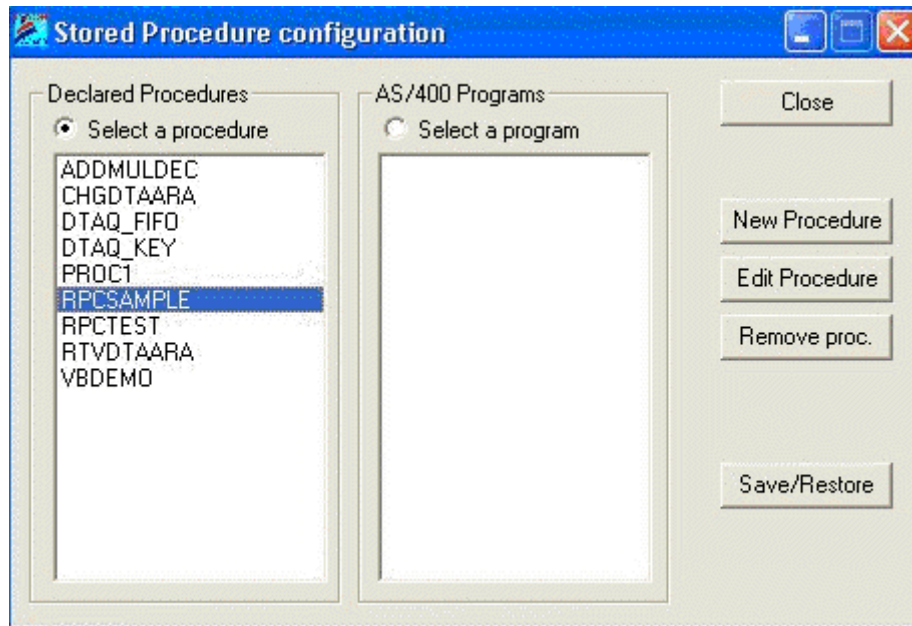 Stored Procedure configuration
Declared Procedures
Select a procedure
ADDMULDEC
CHGDTAARA
DTAQ_FIFO
DTAQ_KEY
PROC1
RPCSAMPLE
RPCTEST
RTVDTAARA
VBDEMO
AS/400 Programs
Select a program
Close
New Procedure
Edit Procedure
Remove proc.
Save/Restore